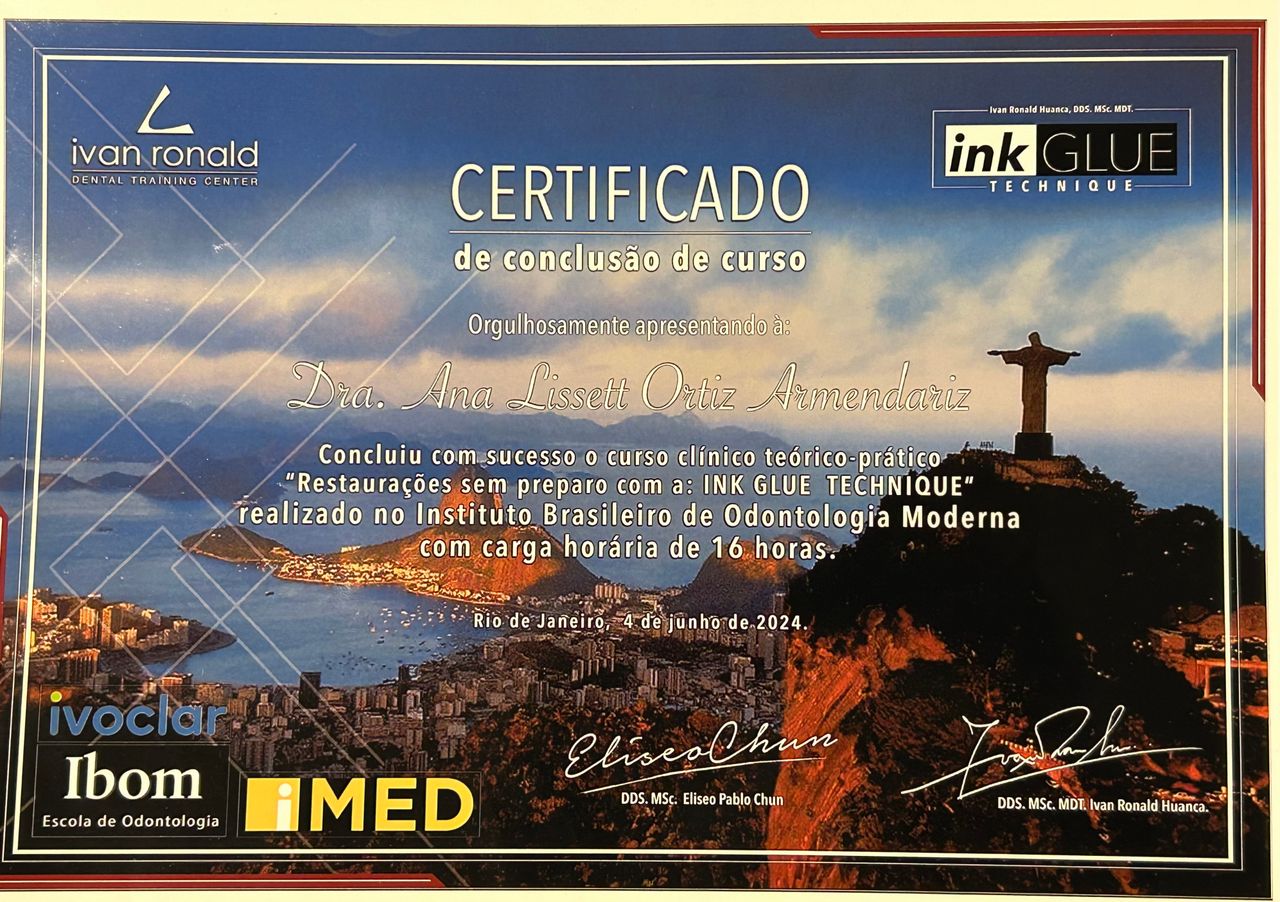 ivan ronald
DENTAL TRAINING CENTER
Ivan Ronald Huanca, DDS. MSc. MDT.
ink GLUE
TECHNIQUE
CERTIFICADO
de conclusão de curso
Orgulhosamente apresentando à:
Dra. Ana Lissett Ortiz Armendariz
Concluiu com sucesso o curso clínico teórico-prático
"Restaurações sem preparo com a: INK GLUE TECHNIQUE"
realizado no Instituto Brasileiro de Odontologia Moderna
com carga horária de 16 horas.
Rio de Janeiro, 4 de junho de 2024.
ivoclar
Ibom
Escola de Odontologia
iMED
Eliseo Chun
DDS. MSc. Eliseo Pablo Chun
DDS. MSc. MDT. Ivan Ronald Huanca.